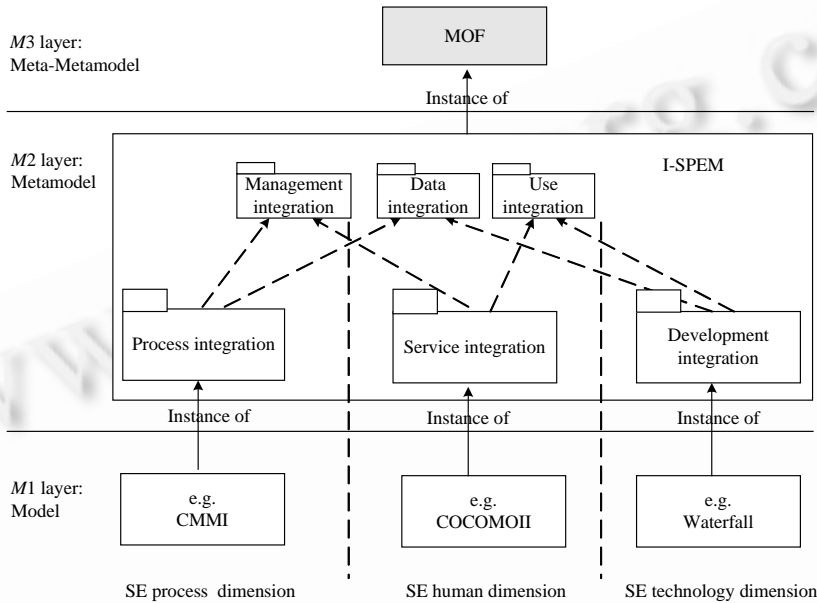 M3 layer:
Meta-Metamodel
MOF
Instance of
M2 layer:
Metamodel
I-SPEM
Management
integration
Data
integration
Use
integration
Process integration
Service integration
Development
integration
Instance of
Instance of
Instance of
M1 layer:
Model
e.g.
CMMI
e.g.
COCOMOII
e.g.
Waterfall
SE process dimension
SE human dimension
SE technology dimension